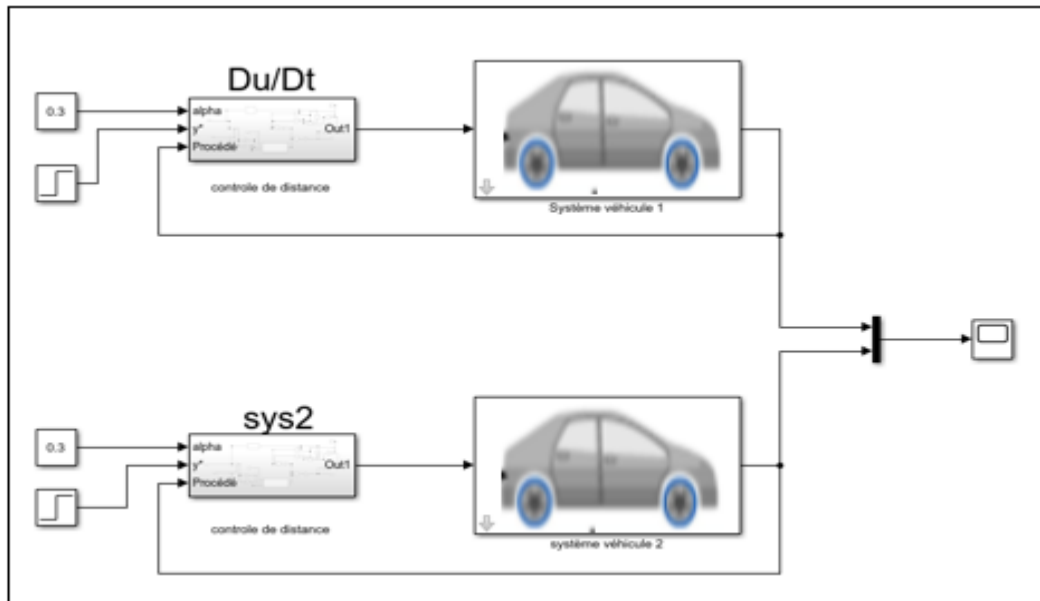 Du/Dt
0.3
alpha
y*
Procédé
Out1
controle de distance
Système véhicule 1
sys2
0.3
alpha
y*
Procédé
Out1
controle de distance
système véhicule 2